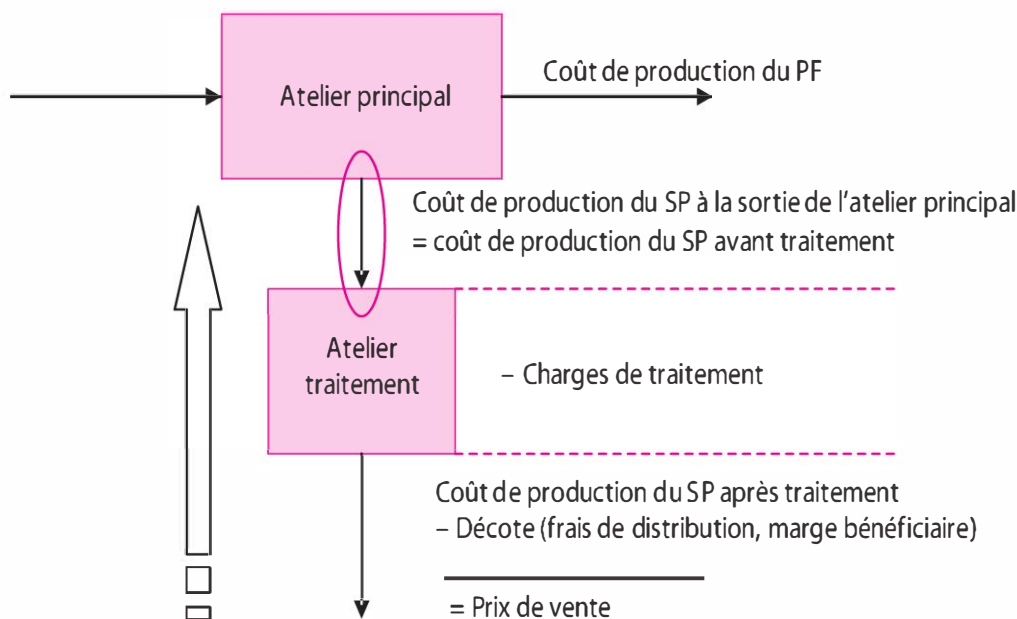 Coût de production du PF
Atelier principal
Coût de production du SP à la sortie de l'atelier principal
= coût de production du SP avant traitement
Atelier
traitement
– Charges de traitement
Coût de production du SP après traitement
– Décote (frais de distribution, marge bénéficiaire)
= Prix de vente